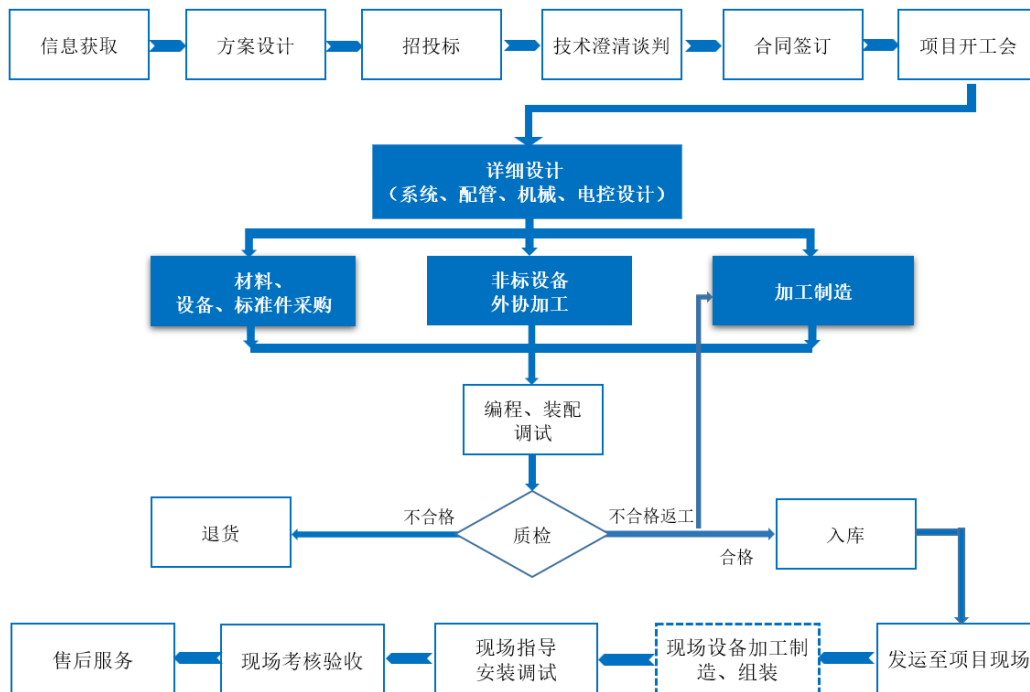 信息获取
方案设计
招投标
技术澄清谈判
合同签订
项目开工会
详细设计
（系统、配管、机械、电控设计）
材料、
设备、标准件采购
非标设备
外协加工
加工制造
编程、装配
调试
退货
不合格
质检
不合格返工
合格
入库
售后服务
现场考核验收
现场指导
安装调试
现场设备加工制
造、组装
发运至项目现场